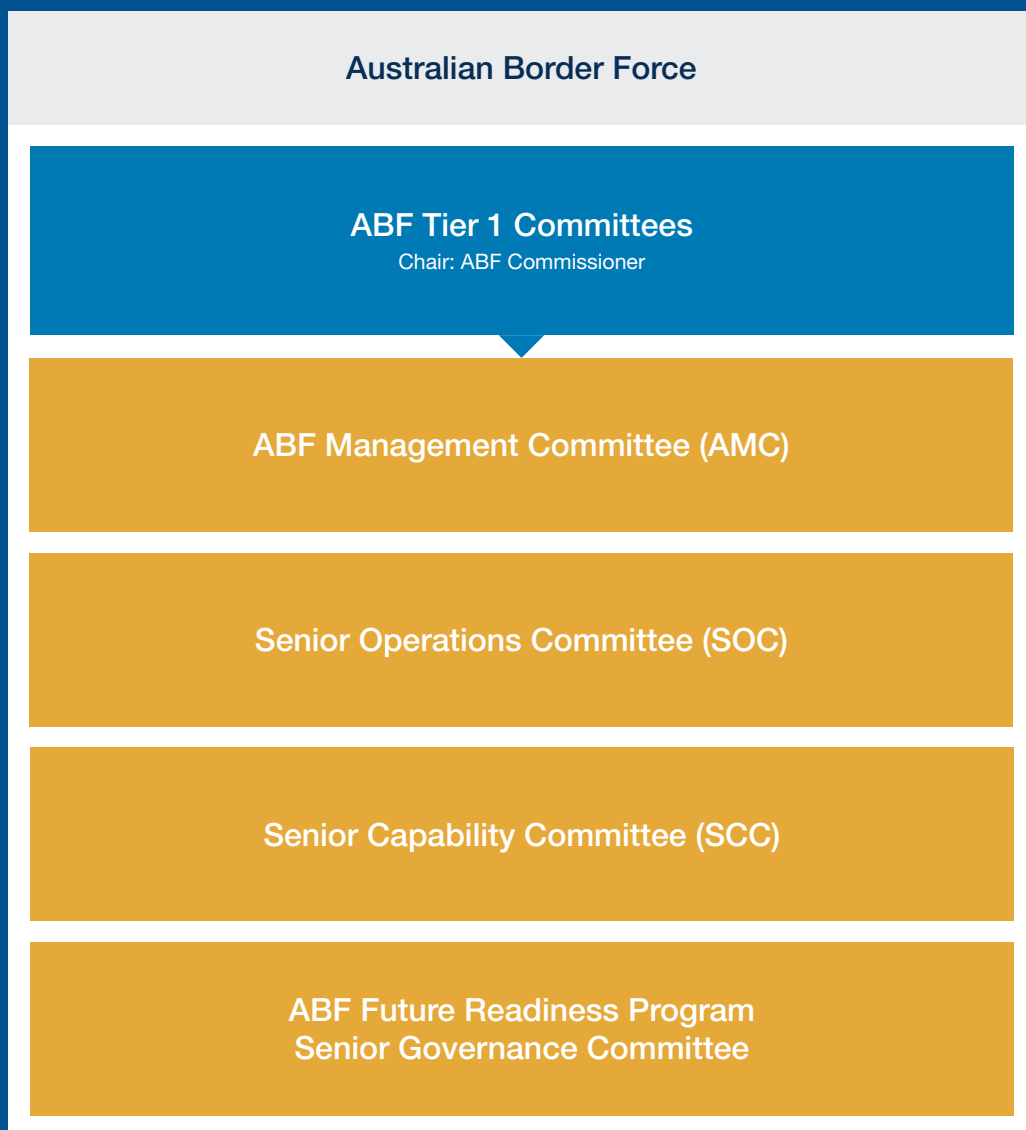 Australian Border Force
ABF Tier 1 Committees
Chair: ABF Commissioner
ABF Management Committee (AMC)
Senior Operations Committee (SOC)
Senior Capability Committee (SCC)
ABF Future Readiness Program
Senior Governance Committee